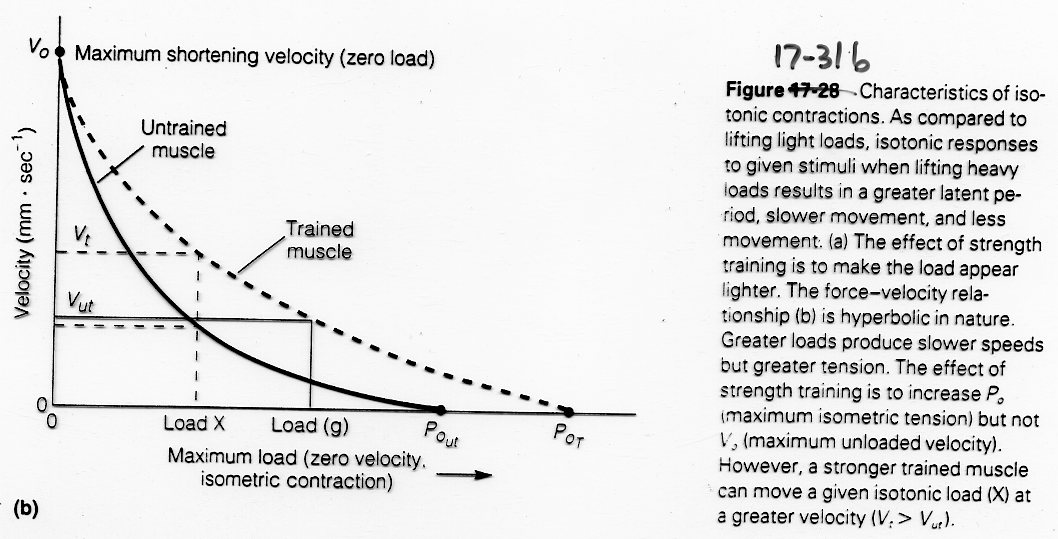 V₀ Maximum shortening velocity (zero load)
Untrained
muscle
Vₜ
Trained
muscle
Vᵤₜ
Velocity (mm · sec⁻¹)
0
0
Load X
Load (g)
P₀ᵤₜ
P₀T
Maximum load (zero velocity,
isometric contraction)
(b)
17-31b
Figure 17-28 Characteristics of iso-
tonic contractions. As compared to
lifting light loads, isotonic responses
to given stimuli when lifting heavy
loads results in a greater latent pe-
riod, slower movement, and less
movement. (a) The effect of strength
training is to make the load appear
lighter. The force–velocity rela-
tionship (b) is hyperbolic in nature.
Greater loads produce slower speeds
but greater tension. The effect of
strength training is to increase Pₒ
(maximum isometric tension) but not
Vₒ (maximum unloaded velocity).
However, a stronger trained muscle
can move a given isotonic load (X) at
a greater velocity (Vₜ > Vᵤₜ).